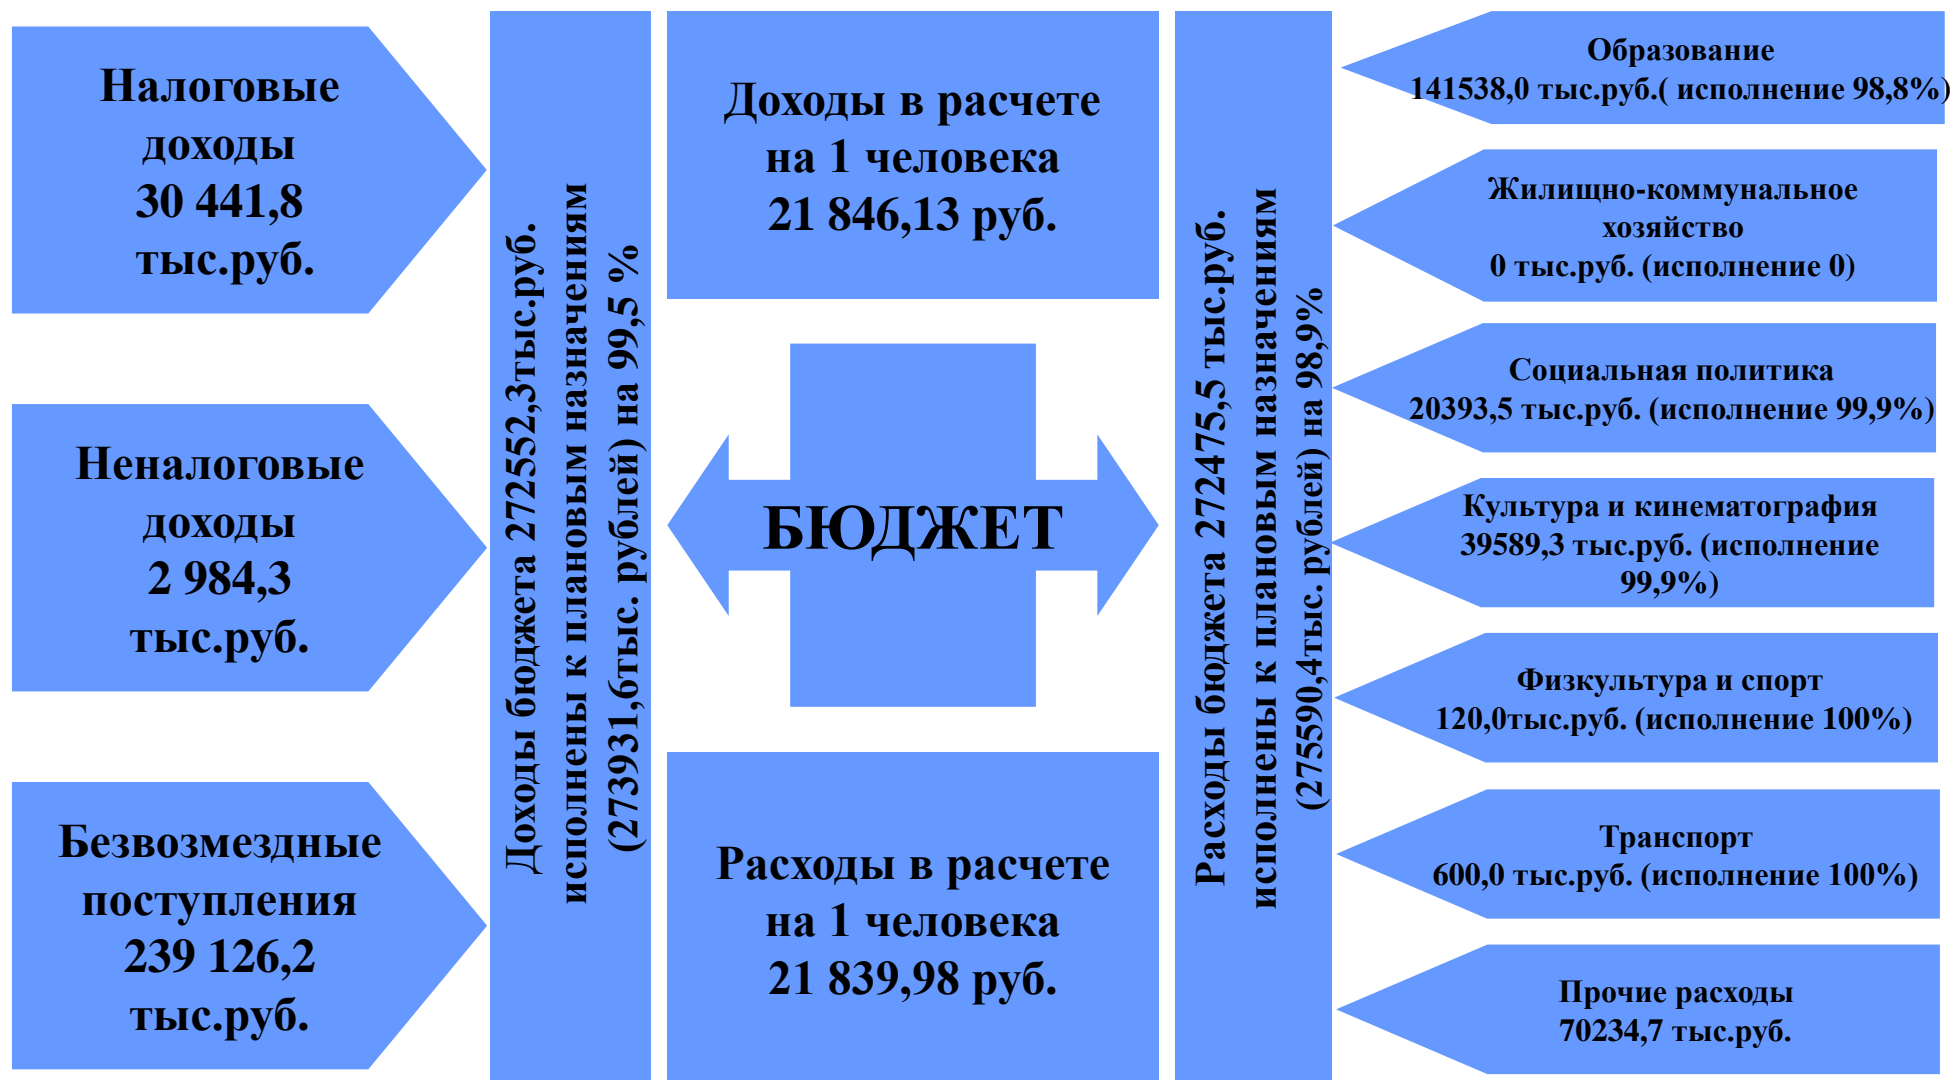 Налоговые
доходы
30 441,8
тыс.руб.
Неналоговые
доходы
2 984,3
тыс.руб.
Безвозмездные
поступления
239 126,2
тыс.руб.
Доходы бюджета 272552,3тыс.руб.
исполнены к плановым назначениям
(273931,6тыс. рублей) на 99,5 %
Доходы в расчете
на 1 человека
21 846,13 руб.
БЮДЖЕТ
Расходы в расчете
на 1 человека
21 839,98 руб.
Расходы бюджета 272475,5 тыс.руб.
исполнены к плановым назначениям
(275590,4тыс. рублей) на 98,9%
Образование
141538,0 тыс.руб.( исполнение 98,8%)
Жилищно-коммунальное
хозяйство
0 тыс.руб. (исполнение 0)
Социальная политика
20393,5 тыс.руб. (исполнение 99,9%)
Культура и кинематография
39589,3 тыс.руб. (исполнение
99,9%)
Физкультура и спорт
120,0тыс.руб. (исполнение 100%)
Транспорт
600,0 тыс.руб. (исполнение 100%)
Прочие расходы
70234,7 тыс.руб.